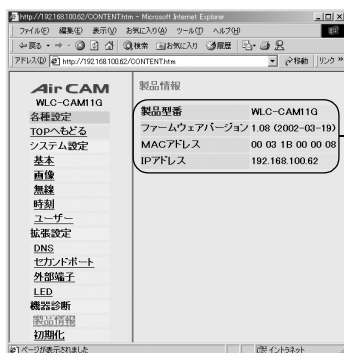 http://192.168.100.62/CONTENT.htm - Microsoft Internet Explorer
ファイル(F) 編集(E) 表示(V) お気に入り(A) ツール(T) ヘルプ(H)
戻る 検索 お気に入り 履歴
アドレス(D) http://192.168.100.62/CONTENT.htm 移動 リンク »
Air CAM
WLC-CAM11G
各種設定
TOPへもどる
システム設定
基本
画像
無線
時刻
ユーザー
拡張設定
DNS
セカンドポート
外部端子
LED
機器診断
製品情報
初期化
製品情報
製品型番 WLC-CAM11G
ファームウェアバージョン 1.08 (2002-03-19)
MACアドレス 00 03 1B 00 00 08
IPアドレス 192.168.100.62
ページが表示されました イントラネット